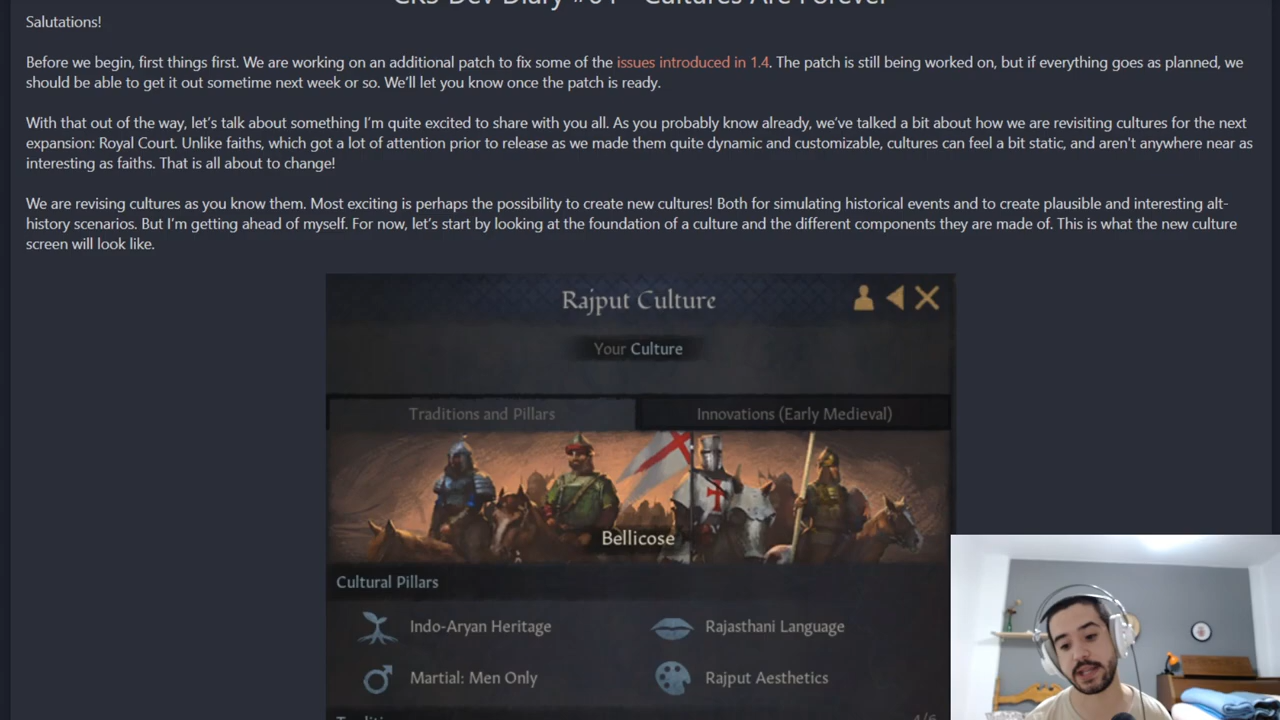 Cultures Are Forever
Salutations!
Before we begin, first things first. We are working on an additional patch to fix some of the issues introduced in 1.4. The patch is still being worked on, but if everything goes as planned, we
should be able to get it out sometime next week or so. We'll let you know once the patch is ready.
With that out of the way, let's talk about something I'm quite excited to share with you all. As you probably know already, we've talked a bit about how we are revisiting cultures for the next
expansion: Royal Court. Unlike faiths, which got a lot of attention prior to release as we made them quite dynamic and customizable, cultures can feel a bit static, and aren't anywhere near as
interesting as faiths. That is all about to change!
We are revising cultures as you know them. Most exciting is perhaps the possibility to create new cultures! Both for simulating historical events and to create plausible and interesting alt-
history scenarios. But I'm getting ahead of myself. For now, let's start by looking at the foundation of a culture and the different components they are made of. This is what the new culture
screen will look like.
Rajput Culture
Your Culture
Traditions and Pillars Innovations (Early Medieval)
Bellicose
Cultural Pillars
Indo-Aryan Heritage Rajasthani Language
Martial: Men Only Rajput Aesthetics